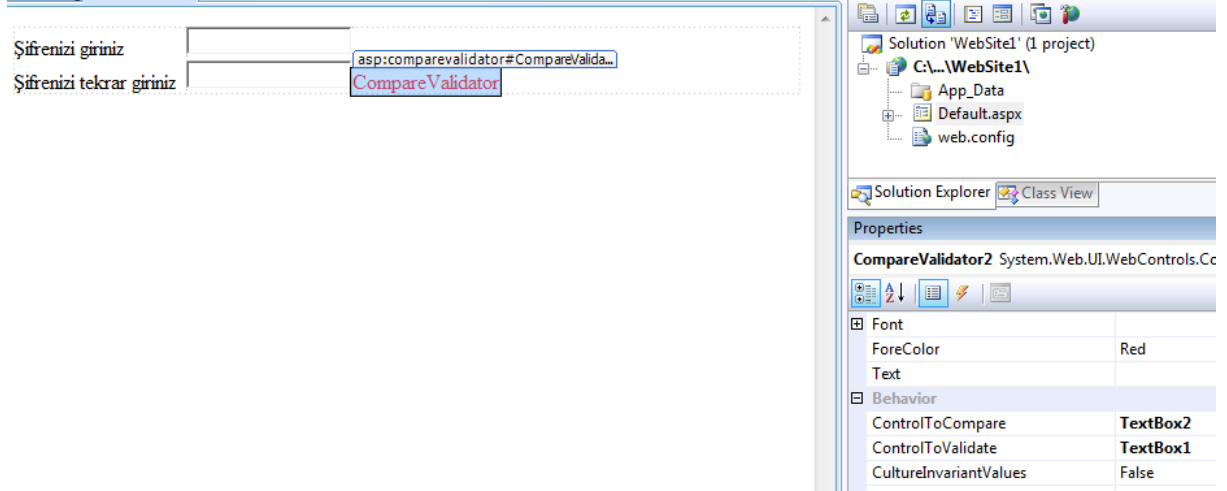 Şifrenizi giriniz
asp:comparevalidator#CompareValida...
Şifrenizi tekrar giriniz
CompareValidator
Solution 'WebSite1' (1 project)
C:\...\WebSite1\
App_Data
Default.aspx
web.config
Solution Explorer Class View
Properties
CompareValidator2 System.Web.UI.WebControls.Co
Font
ForeColor Red
Text
Behavior
ControlToCompare TextBox2
ControlToValidate TextBox1
CultureInvariantValues False